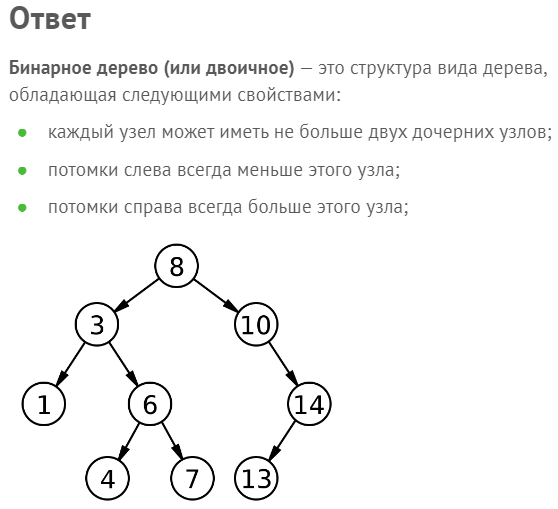 Ответ
Бинарное дерево (или двоичное) — это структура вида дерева,
обладающая следующими свойствами:
каждый узел может иметь не больше двух дочерних узлов;
потомки слева всегда меньше этого узла;
потомки справа всегда больше этого узла;
8
3 10
1 6 14
4 7 13